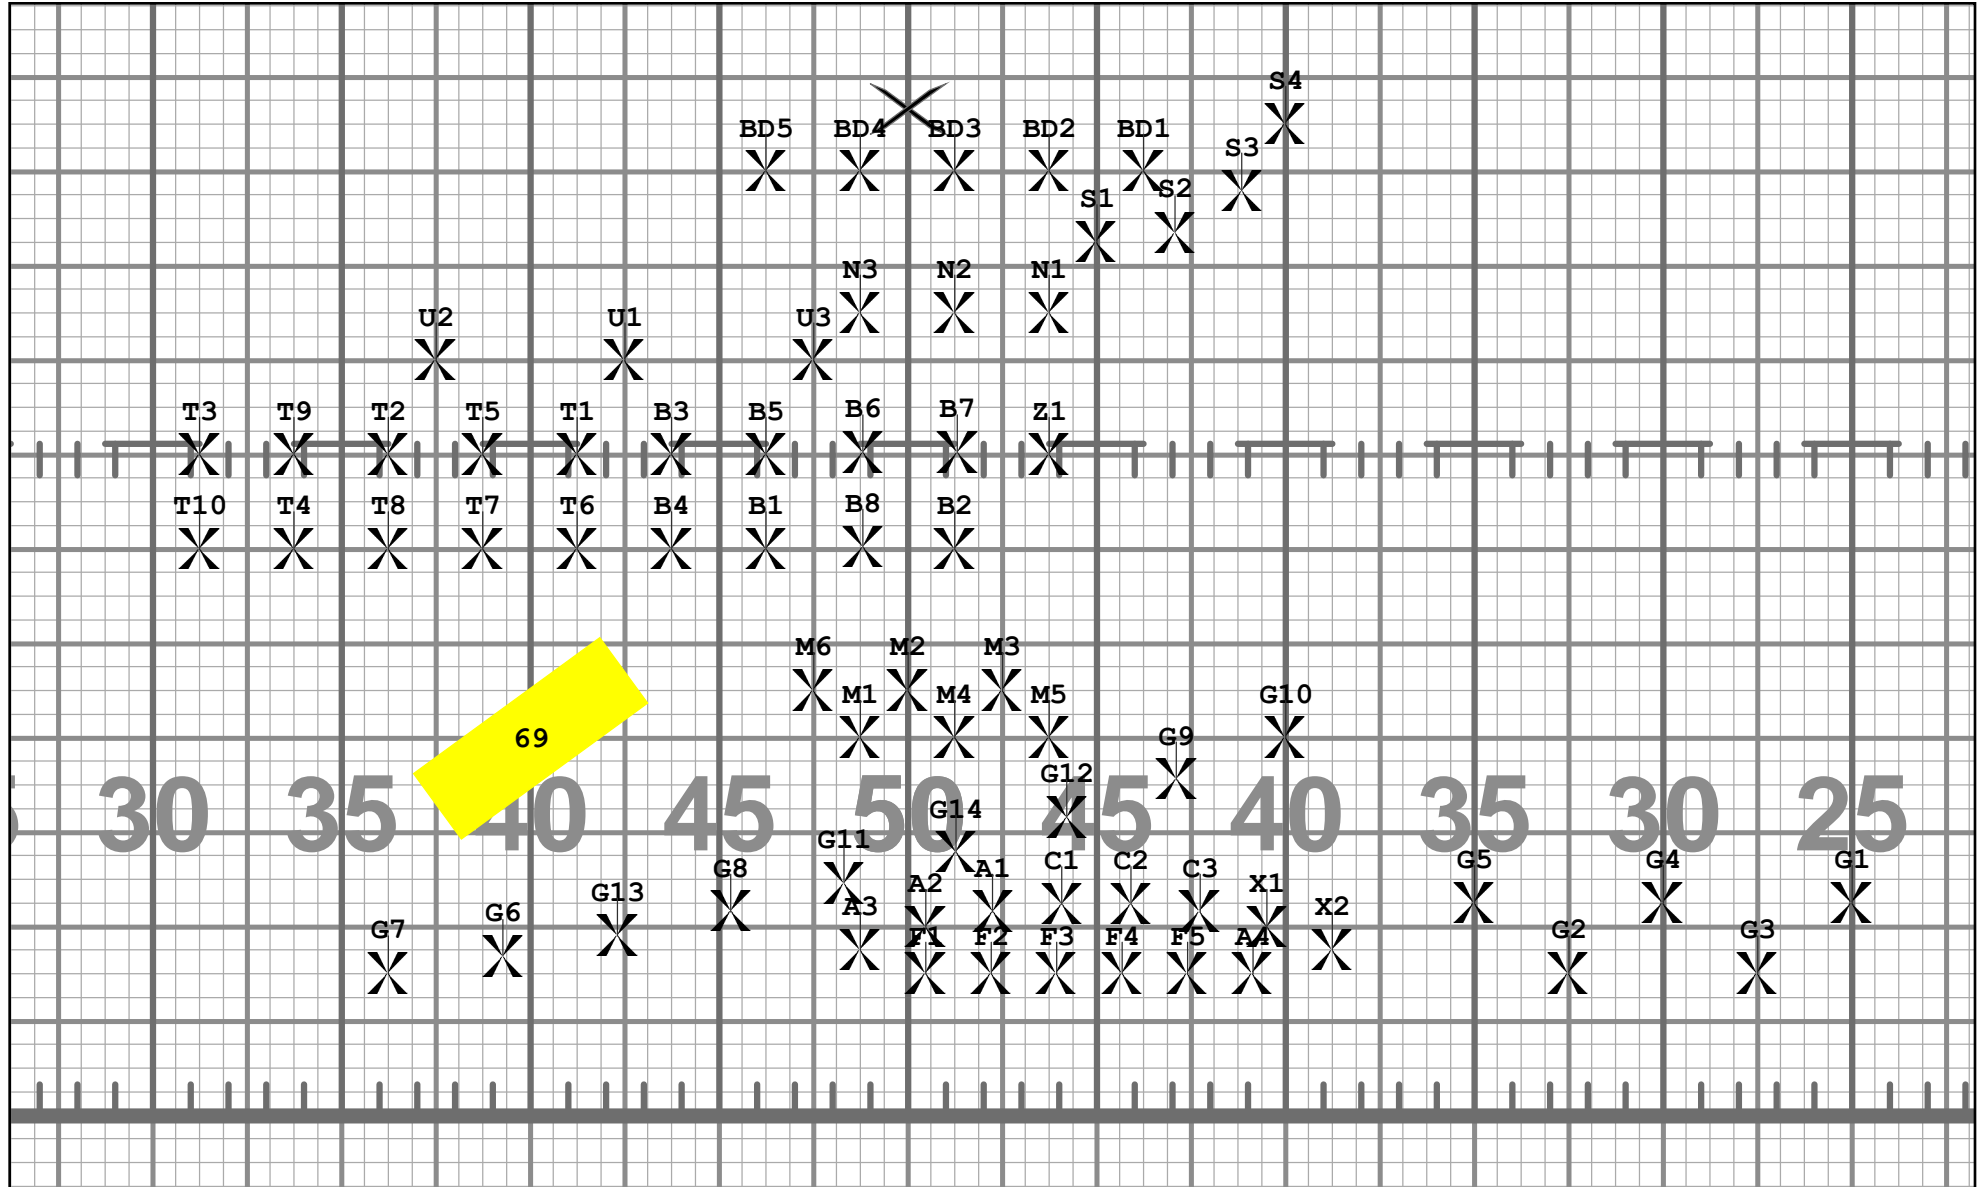 S4
BD5 BD4 BD3 BD2 BD1
S3
S2
S1
N3 N2 N1
U2 U1 U3
T3 T9 T2 T5 T1 B3 B5 B6 B7 Z1
T10 T4 T8 T7 T6 B4 B1 B8 B2
M6 M2 M3
M1 M4 M5 G10
69 G9
G12
30 35 40 45 50 45 40 35 30 25
G14
G11
G8 A1 C1 C2 C3 G5 G4 G1
G13 A2 X1
G6 A3 X2
G7 F1 F2 F3 F4 F5 A4 G2 G3